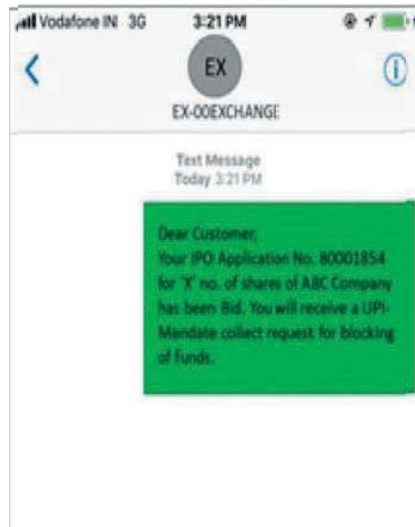 Vodafone IN 3G 3:21 PM
EX
EX-00EXCHANGE
Text Message
Today 3:21 PM
Dear Customer,
Your IPO Application No. 80001854
for 'X' no. of shares of ABC Company
has been Bid. You will receive a UPI-
Mandate collect request for blocking
of funds.